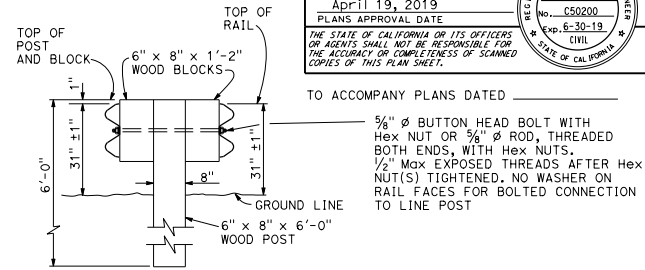 April 19, 2019
PLANS APPROVAL DATE
THE STATE OF CALIFORNIA OR ITS OFFICERS
OR AGENTS SHALL NOT BE RESPONSIBLE FOR
THE ACCURACY OR COMPLETENESS OF SCANNED
COPIES OF THIS PLAN SHEET.
No. C50200
Exp. 6-30-19
CIVIL
STATE OF CALIFORNIA
TO ACCOMPANY PLANS DATED
TOP OF
POST
AND BLOCK
TOP OF
RAIL
6" x 8" x 1'-2"
WOOD BLOCKS
1"
31" ±1"
6'-0"
31" ±1"
8"
GROUND LINE
6" x 8" x 6'-0"
WOOD POST
⅝" Ø BUTTON HEAD BOLT WITH
Hex NUT OR ⅝" Ø ROD, THREADED
BOTH ENDS, WITH Hex NUTS.
½" Max EXPOSED THREADS AFTER Hex
NUT(S) TIGHTENED. NO WASHER ON
RAIL FACES FOR BOLTED CONNECTION
TO LINE POST